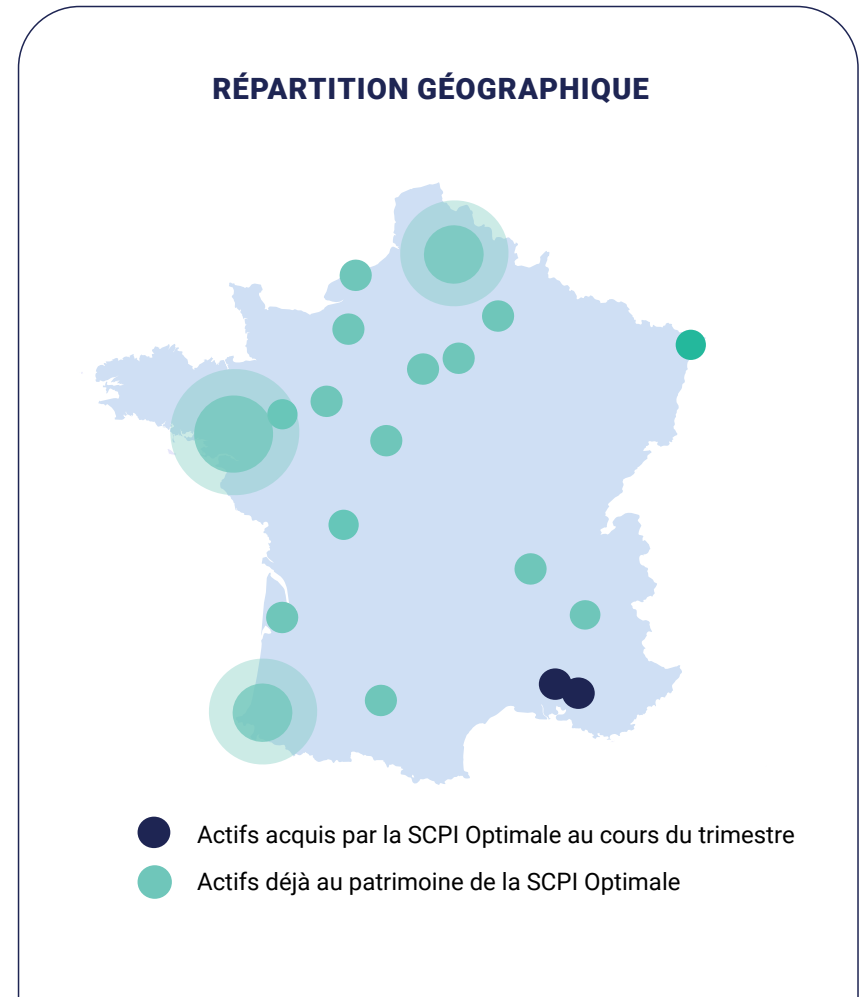 RÉPARTITION GÉOGRAPHIQUE
Actifs acquis par la SCPI Optimale au cours du trimestre
Actifs déjà au patrimoine de la SCPI Optimale